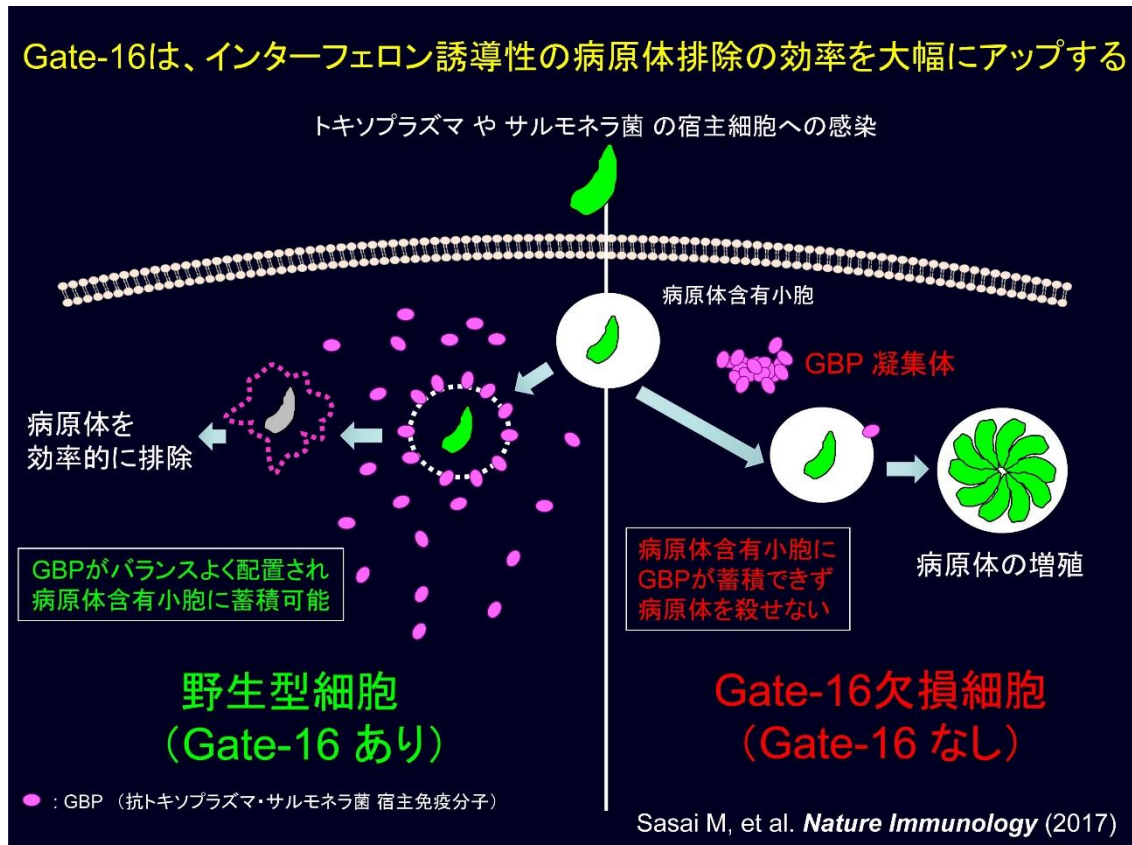 Gate-16は、インターフェロン誘導性の病原体排除の効率を大幅にアップする
トキソプラズマ や サルモネラ菌 の宿主細胞への感染
病原体含有小胞
GBP 凝集体
病原体を
効率的に排除
GBPがバランスよく配置され
病原体含有小胞に蓄積可能
病原体含有小胞に
GBPが蓄積できず
病原体を殺せない
病原体の増殖
野生型細胞
（Gate-16 あり）
Gate-16欠損細胞
（Gate-16 なし）
: GBP （抗トキソプラズマ・サルモネラ菌 宿主免疫分子）
Sasai M, et al. Nature Immunology (2017)